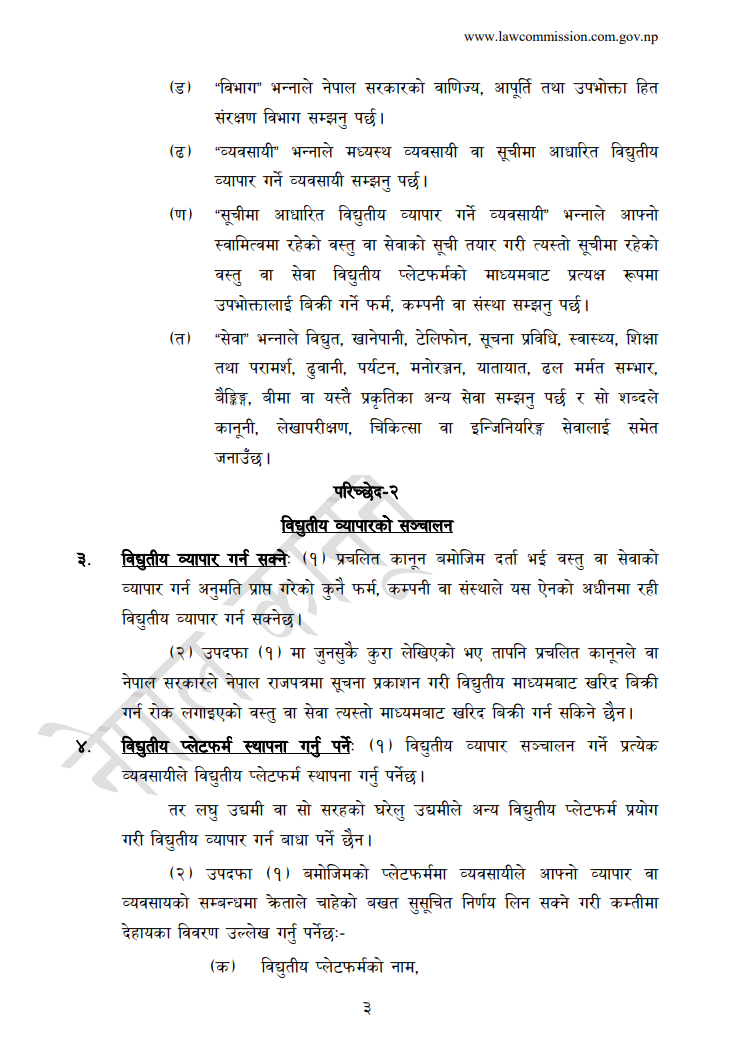 www.lawcommission.com.gov.np
(ड) “विभाग” भन्नाले नेपाल सरकारको वाणिज्य, आपूर्ति तथा उपभोक्ता हित
संरक्षण विभाग सम्झनु पर्छ।
(ढ) “व्यवसायी” भन्नाले मध्यस्थ व्यवसायी वा सूचीमा आधारित विद्युतीय
व्यापार गर्ने व्यवसायी सम्झनु पर्छ।
(ण) “सूचीमा आधारित विद्युतीय व्यापार गर्ने व्यवसायी” भन्नाले आफ्नो
स्वामित्वमा रहेको वस्तु वा सेवाको सूची तयार गरी त्यस्तो सूचीमा रहेको
वस्तु वा सेवा विद्युतीय प्लेटफर्मको माध्यमबाट प्रत्यक्ष रूपमा
उपभोक्तालाई बिक्री गर्ने फर्म, कम्पनी वा संस्था सम्झनु पर्छ।
(त) “सेवा” भन्नाले विद्युत, खानेपानी, टेलिफोन, सूचना प्रविधि, स्वास्थ्य, शिक्षा
तथा परामर्श, ढुवानी, पर्यटन, मनोरञ्जन, यातायात, ढल मर्मत सम्भार,
बैङ्किङ्ग, बीमा वा यस्तै प्रकृतिका अन्य सेवा सम्झनु पर्छ र सो शब्दले
कानूनी, लेखापरीक्षण, चिकित्सा वा इन्जिनियरिङ्ग सेवालाई समेत
जनाउँछ।
परिच्छेद-२
विद्युतीय व्यापारको सञ्चालन
३. विद्युतीय व्यापार गर्न सक्नेः (१) प्रचलित कानून बमोजिम दर्ता भई वस्तु वा सेवाको
व्यापार गर्न अनुमति प्राप्त गरेको कुनै फर्म, कम्पनी वा संस्थाले यस ऐनको अधीनमा रही
विद्युतीय व्यापार गर्न सक्नेछ।
(२) उपदफा (१) मा जुनसुकै कुरा लेखिएको भए तापनि प्रचलित कानूनले वा
नेपाल सरकारले नेपाल राजपत्रमा सूचना प्रकाशन गरी विद्युतीय माध्यमबाट खरिद बिक्री
गर्न रोक लगाइएको वस्तु वा सेवा त्यस्तो माध्यमबाट खरिद बिक्री गर्न सकिने छैन।
४. विद्युतीय प्लेटफर्म स्थापना गर्नु पर्नेः (१) विद्युतीय व्यापार सञ्चालन गर्ने प्रत्येक
व्यवसायीले विद्युतीय प्लेटफर्म स्थापना गर्नु पर्नेछ।
तर लघु उद्यमी वा सो सरहको घरेलु उद्यमीले अन्य विद्युतीय प्लेटफर्म प्रयोग
गरी विद्युतीय व्यापार गर्न बाधा पर्ने छैन।
(२) उपदफा (१) बमोजिमको प्लेटफर्ममा व्यवसायीले आफ्नो व्यापार वा
व्यवसायको सम्बन्धमा क्रेताले चाहेको बखत सुसूचित निर्णय लिन सक्ने गरी कम्तीमा
देहायका विवरण उल्लेख गर्नु पर्नेछः-
(क) विद्युतीय प्लेटफर्मको नाम,
नेपाल कानून
३